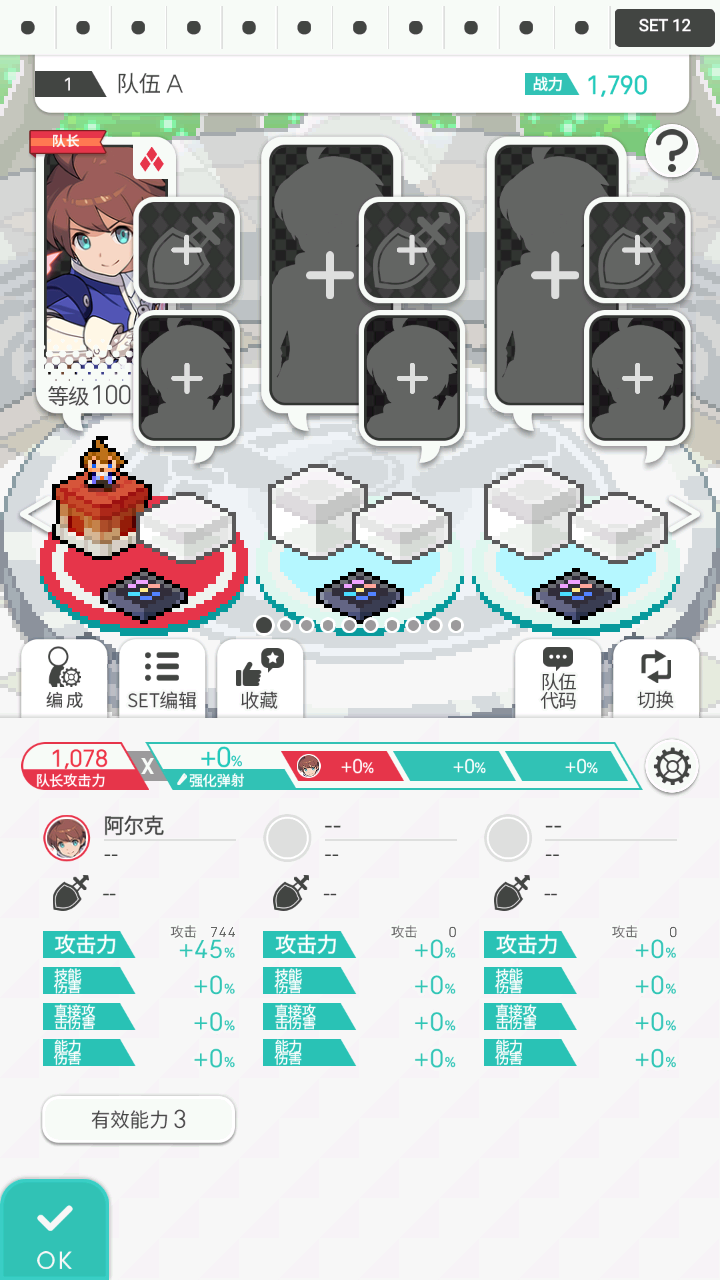 SET 12
1 队伍 A 战力 1,790
队长
?
等级100
编成 SET编辑 收藏 队伍代码 切换
1,078 X +0%
队长攻击力 强化弹射 +0% +0% +0%
阿尔克 -- --
-- -- --
-- -- --
攻击力 攻击 744 +45% 攻击力 攻击 0 +0% 攻击力 攻击 0 +0%
技能伤害 +0% 技能伤害 +0% 技能伤害 +0%
直接攻击伤害 +0% 直接攻击伤害 +0% 直接攻击伤害 +0%
能力伤害 +0% 能力伤害 +0% 能力伤害 +0%
有效能力 3
OK